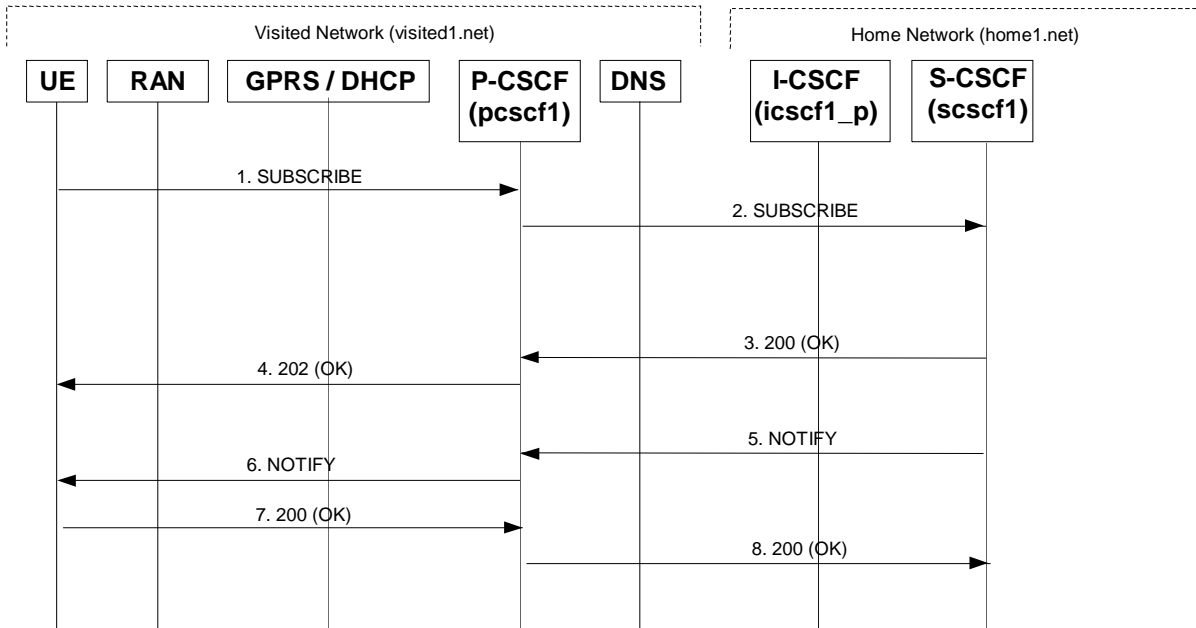 Visited Network (visited1.net)
Home Network (home1.net)
UE
RAN
GPRS / DHCP
P-CSCF
(pcscf1)
DNS
I-CSCF
(icscf1_p)
S-CSCF
(scscf1)
1. SUBSCRIBE
2. SUBSCRIBE
3. 200 (OK)
4. 202 (OK)
5. NOTIFY
6. NOTIFY
7. 200 (OK)
8. 200 (OK)